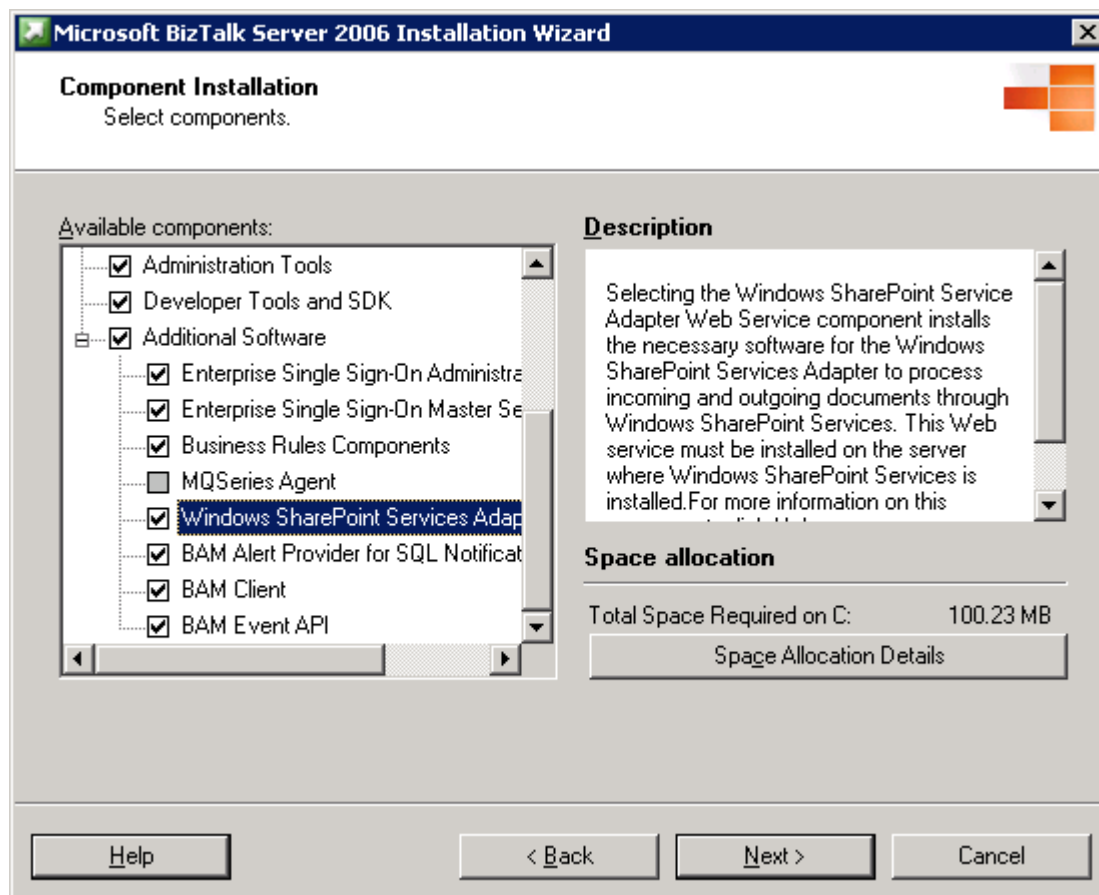 Microsoft BizTalk Server 2006 Installation Wizard
Component Installation
Select components.
Available components:
Administration Tools
Developer Tools and SDK
Additional Software
Enterprise Single Sign-On Administra
Enterprise Single Sign-On Master Se
Business Rules Components
MQSeries Agent
Windows SharePoint Services Adap
BAM Alert Provider for SQL Notificat
BAM Client
BAM Event API
Description
Selecting the Windows SharePoint Service
Adapter Web Service component installs
the necessary software for the Windows
SharePoint Services Adapter to process
incoming and outgoing documents through
Windows SharePoint Services. This Web
service must be installed on the server
where Windows SharePoint Services is
installed.For more information on this
Space allocation
Total Space Required on C: 100.23 MB
Space Allocation Details
Help
< Back
Next >
Cancel